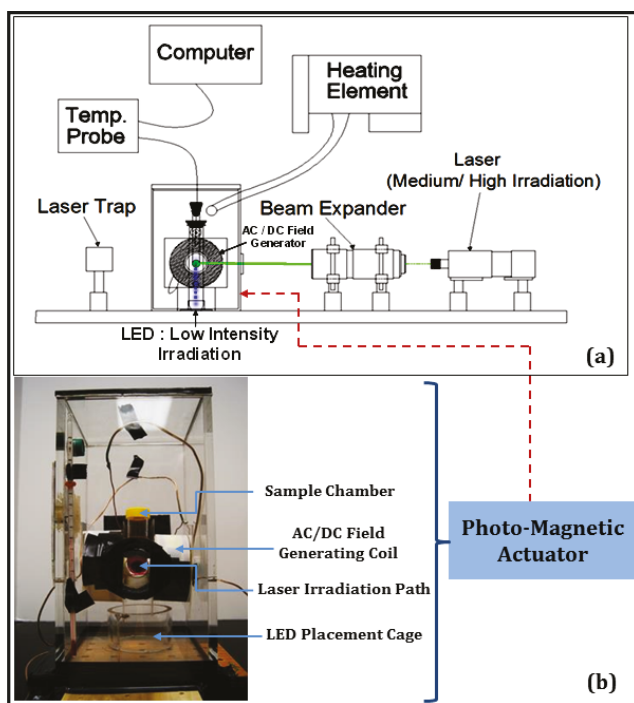 Computer
Heating
Element
Temp.
Probe
Laser
(Medium/ High Irradiation)
Laser Trap
Beam Expander
AC / DC Field
Generator
LED : Low Intensity
Irradiation
(a)
Sample Chamber
AC/DC Field
Generating Coil
Laser Irradiation Path
LED Placement Cage
Photo-Magnetic
Actuator
(b)